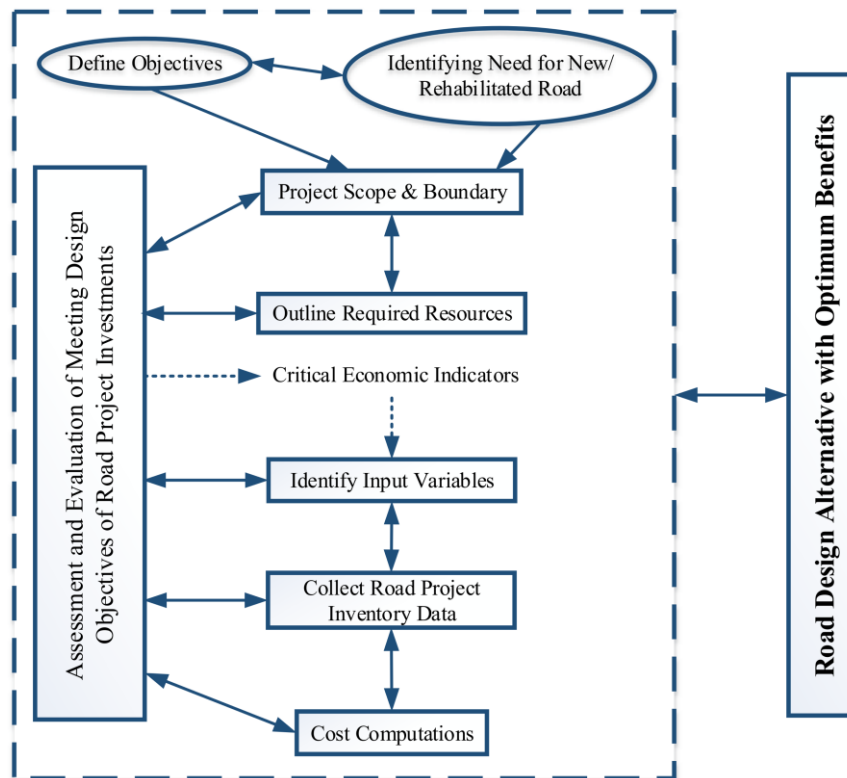 Define Objectives
Identifying Need for New/
Rehabilitated Road
Project Scope & Boundary
Outline Required Resources
Critical Economic Indicators
Identify Input Variables
Collect Road Project
Inventory Data
Cost Computations
Assessment and Evaluation of Meeting Design
Objectives of Road Project Investments
Road Design Alternative with Optimum Benefits